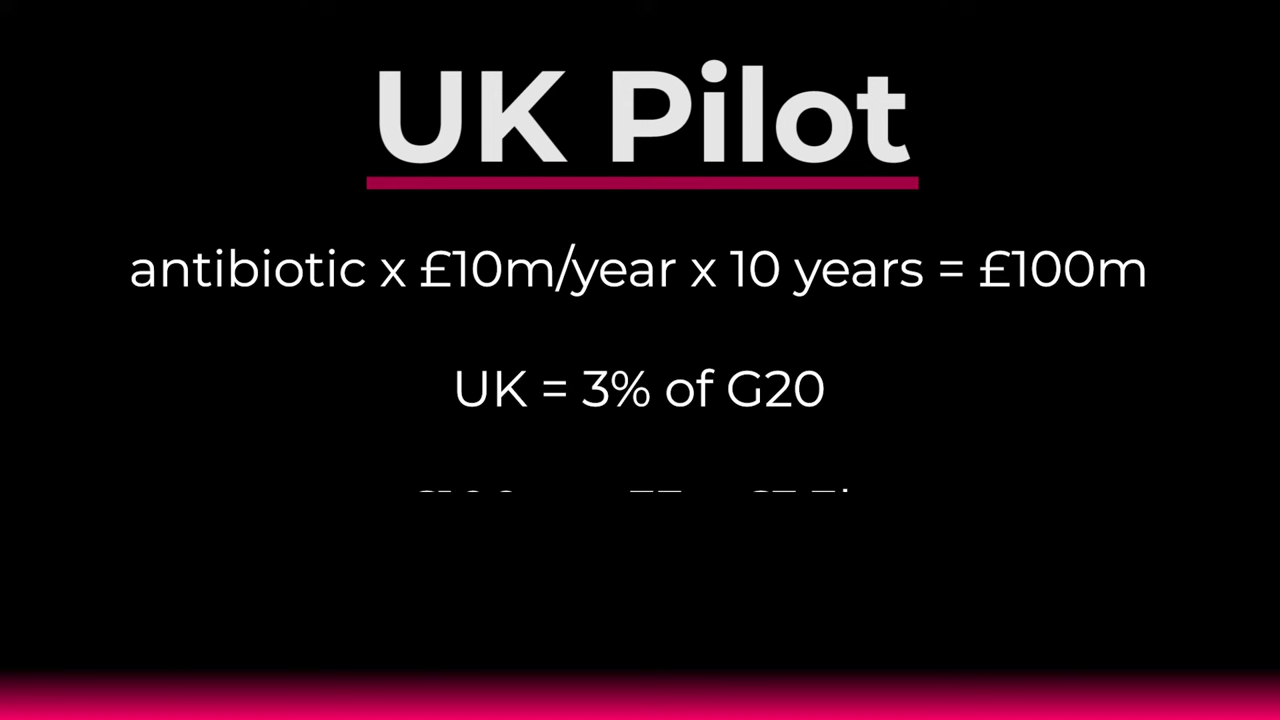 UK Pilot
antibiotic x £10m/year x 10 years = £100m
UK = 3% of G20